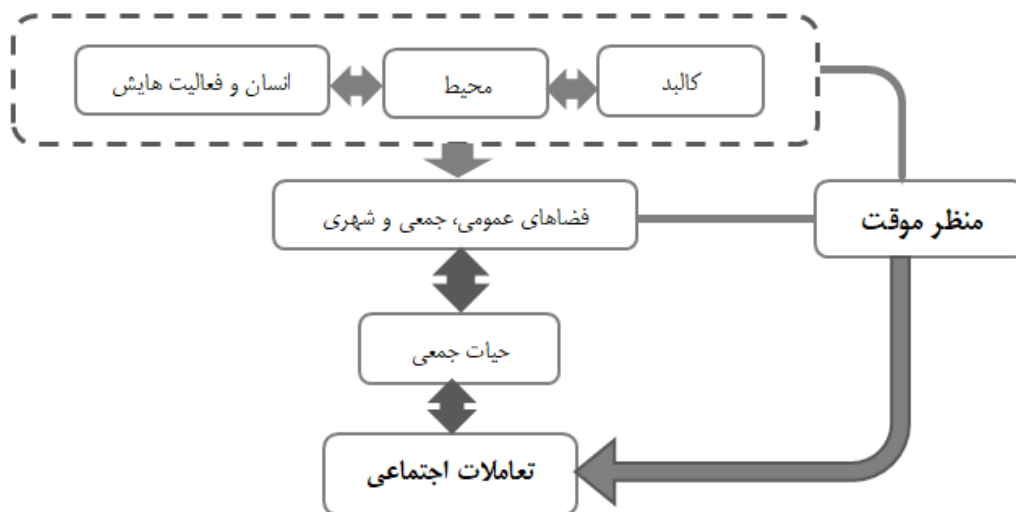 کالبد
محیط
انسان و فعالیت هایش
فضاهای عمومی، جمعی و شهری
منظر موقت
حیات جمعی
تعاملات اجتماعی